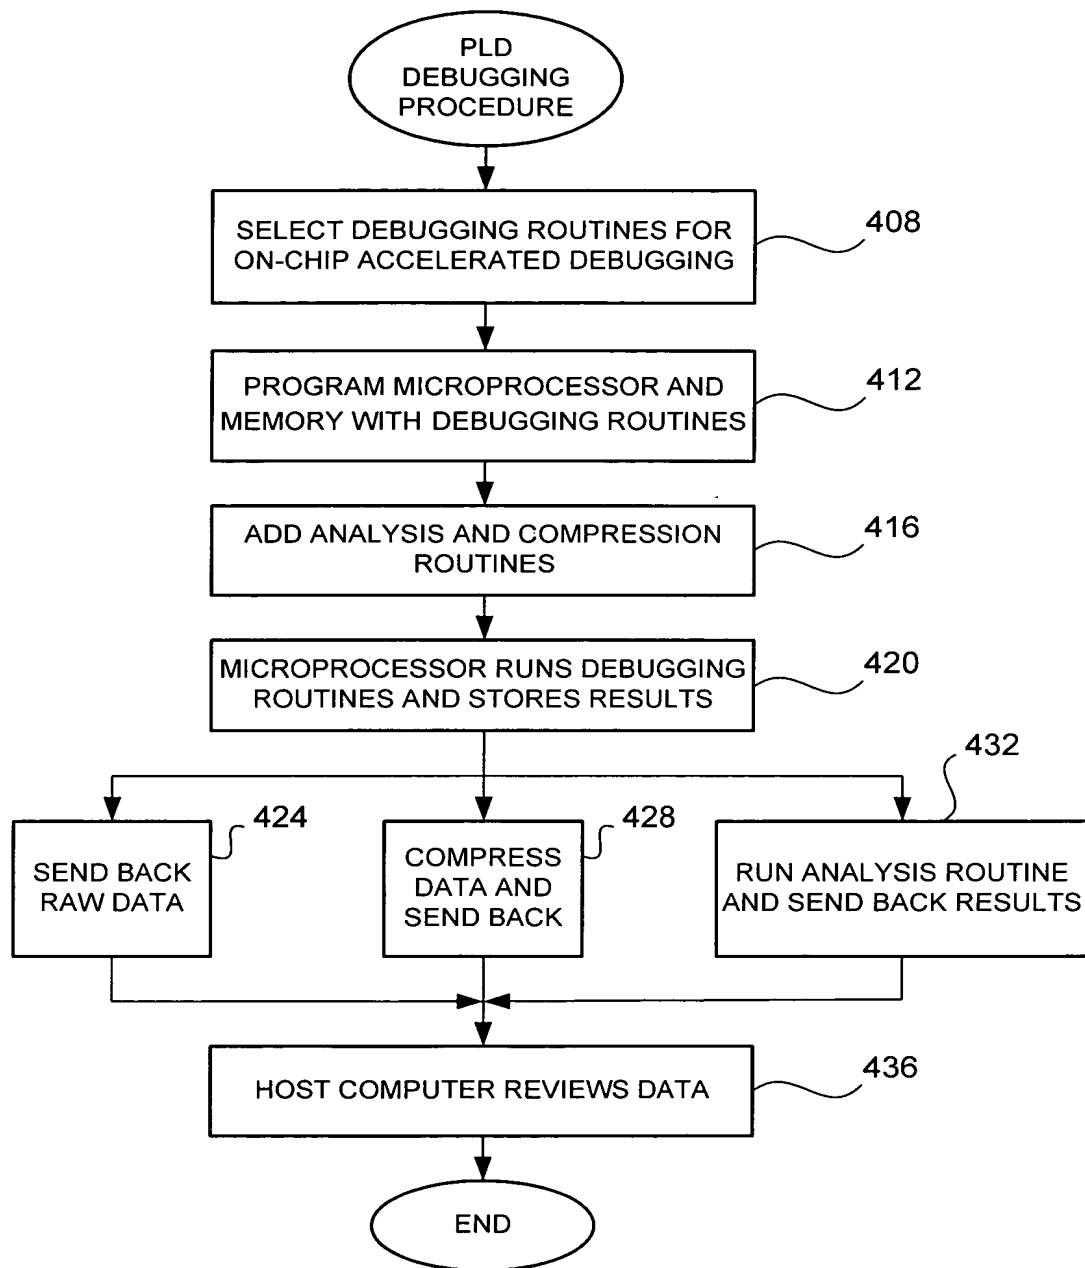 PLD
DEBUGGING
PROCEDURE
SELECT DEBUGGING ROUTINES FOR
ON-CHIP ACCELERATED DEBUGGING
408
PROGRAM MICROPROCESSOR AND
MEMORY WITH DEBUGGING ROUTINES
412
ADD ANALYSIS AND COMPRESSION
ROUTINES
416
MICROPROCESSOR RUNS DEBUGGING
ROUTINES AND STORES RESULTS
420
SEND BACK
RAW DATA
424
COMPRESS
DATA AND
SEND BACK
428
RUN ANALYSIS ROUTINE
AND SEND BACK RESULTS
432
HOST COMPUTER REVIEWS DATA
436
END